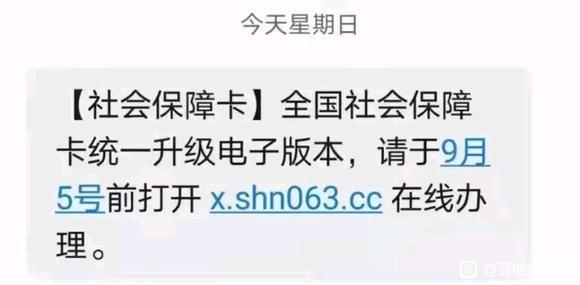 今天星期日
【社会保障卡】全国社会保障
卡统一升级电子版本，请于9月
5号前打开 x.shn063.cc 在线办
理。